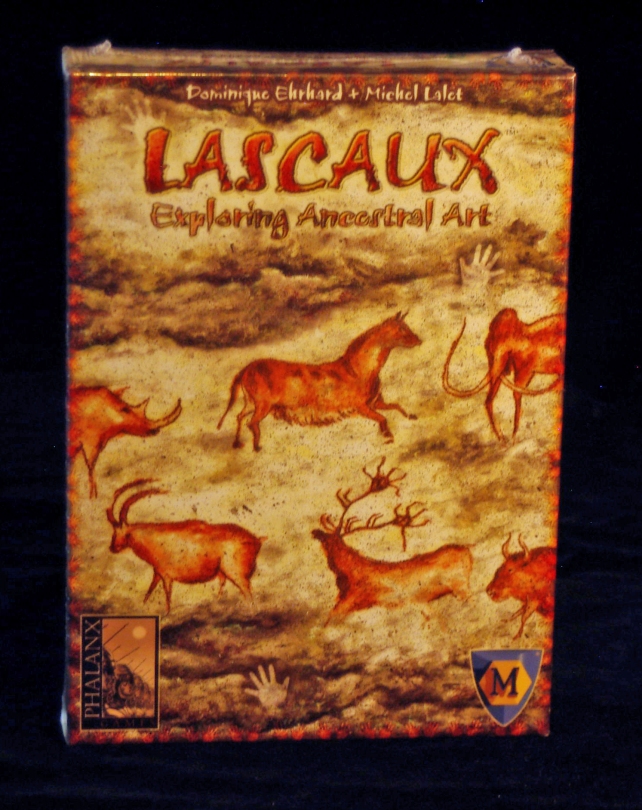 Dominique Ehrhard + Michel Lalet
LASCAUX
Exploring Ancestral Art
PHALANX
M